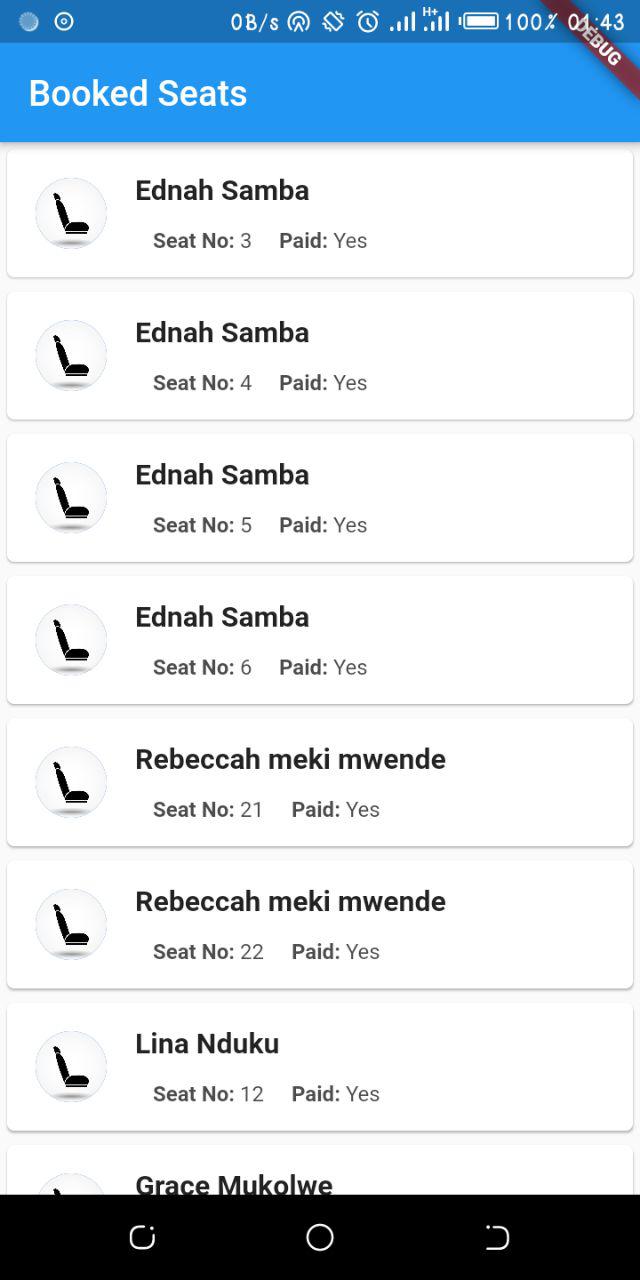 0B/s H+ 100% 01:43
DEBUG
Booked Seats
Ednah Samba
Seat No: 3 Paid: Yes
Ednah Samba
Seat No: 4 Paid: Yes
Ednah Samba
Seat No: 5 Paid: Yes
Ednah Samba
Seat No: 6 Paid: Yes
Rebeccah meki mwende
Seat No: 21 Paid: Yes
Rebeccah meki mwende
Seat No: 22 Paid: Yes
Lina Nduku
Seat No: 12 Paid: Yes
Grace Mukolwe